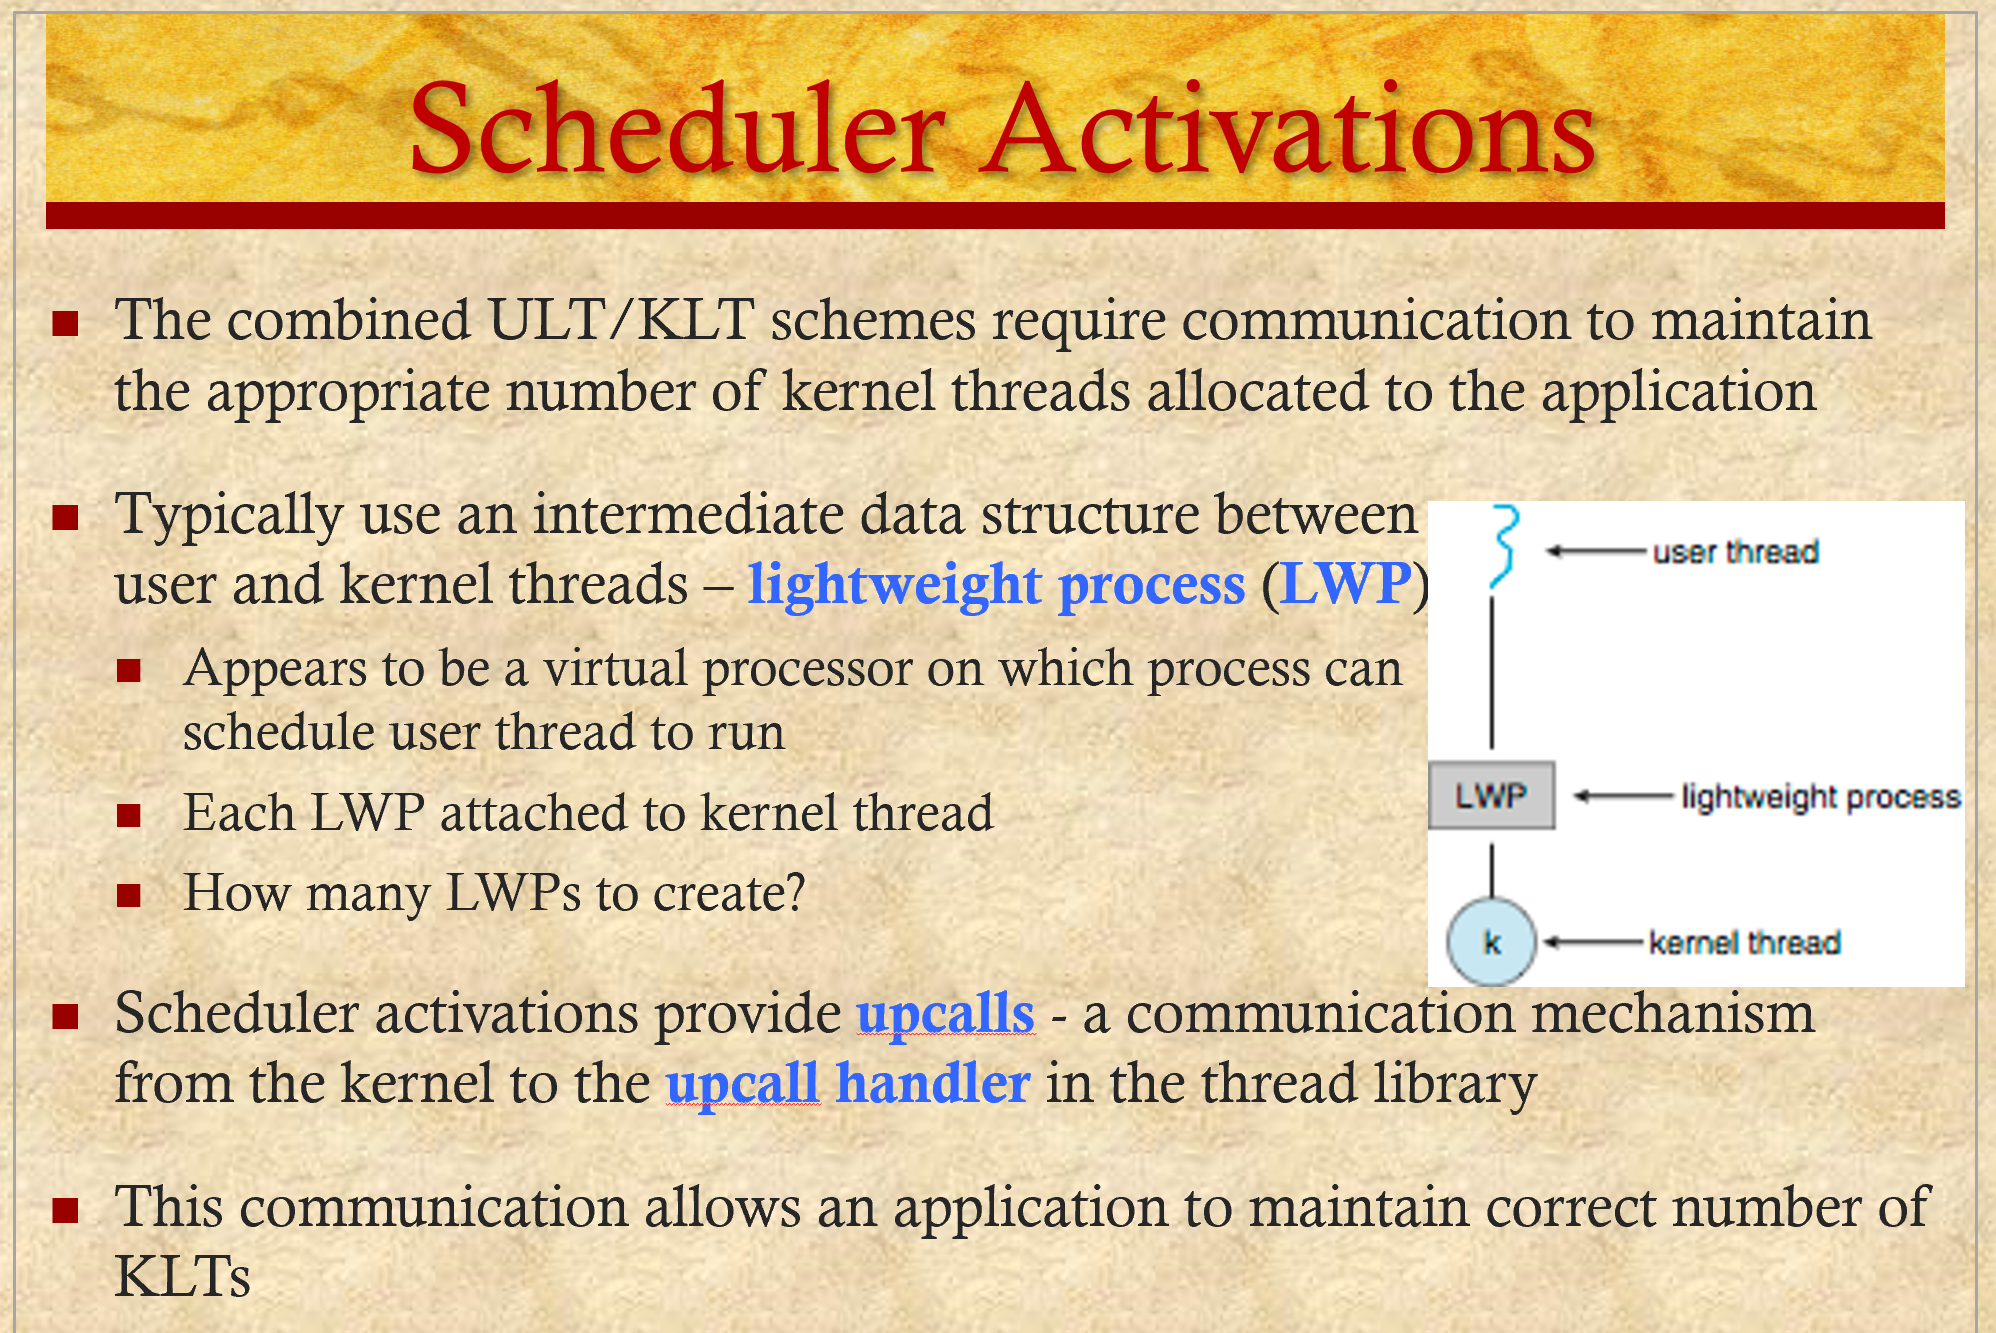 Scheduler Activations
The combined ULT/KLT schemes require communication to maintain
the appropriate number of kernel threads allocated to the application
Typically use an intermediate data structure between
user and kernel threads – lightweight process (LWP)
Appears to be a virtual processor on which process can
schedule user thread to run
Each LWP attached to kernel thread
How many LWPs to create?
user thread
LWP
lightweight process
k
kernel thread
Scheduler activations provide upcalls - a communication mechanism
from the kernel to the upcall handler in the thread library
This communication allows an application to maintain correct number of
KLTs